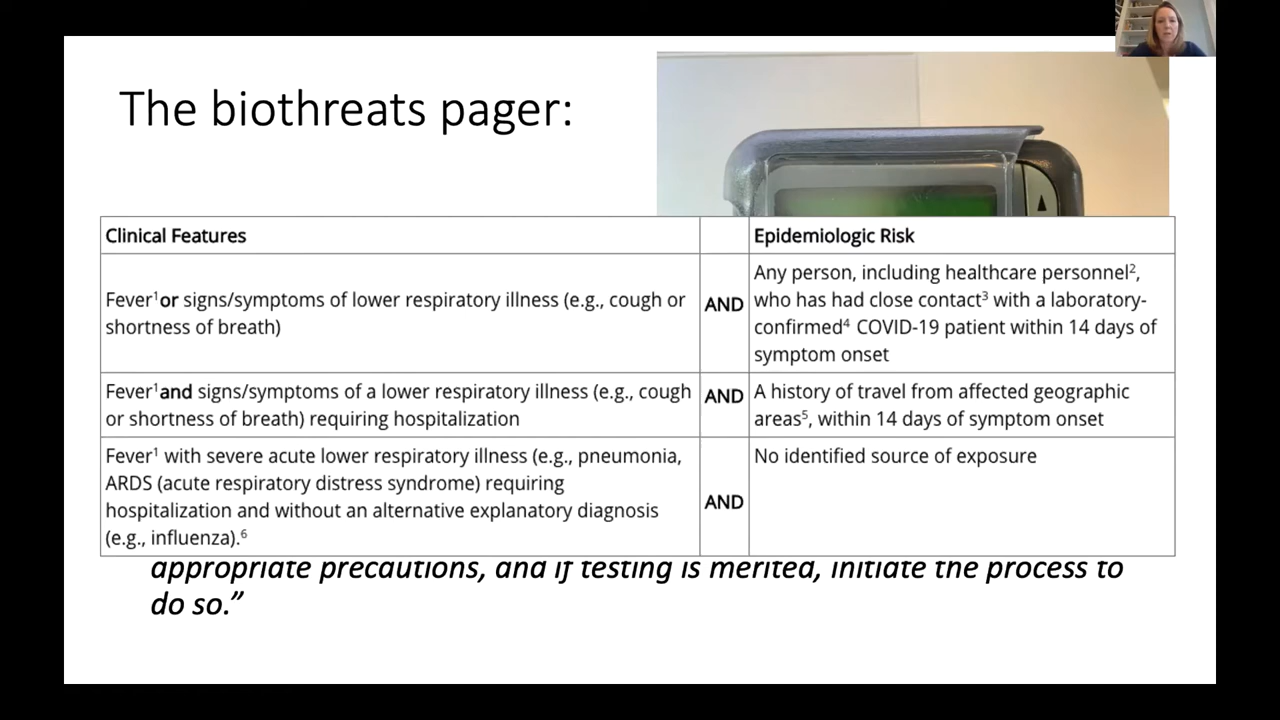 The biothreats pager:
Clinical Features
Epidemiologic Risk
Fever¹or signs/symptoms of lower respiratory illness (e.g., cough or
shortness of breath)
AND
Any person, including healthcare personnel²,
who has had close contact³ with a laboratory-
confirmed⁴ COVID-19 patient within 14 days of
symptom onset
Fever¹and signs/symptoms of a lower respiratory illness (e.g., cough
or shortness of breath) requiring hospitalization
AND
A history of travel from affected geographic
areas⁵, within 14 days of symptom onset
Fever¹ with severe acute lower respiratory illness (e.g., pneumonia,
ARDS (acute respiratory distress syndrome) requiring
hospitalization and without an alternative explanatory diagnosis
(e.g., influenza).⁶
AND
No identified source of exposure
appropriate precautions, and if testing is merited, initiate the process to
do so.”